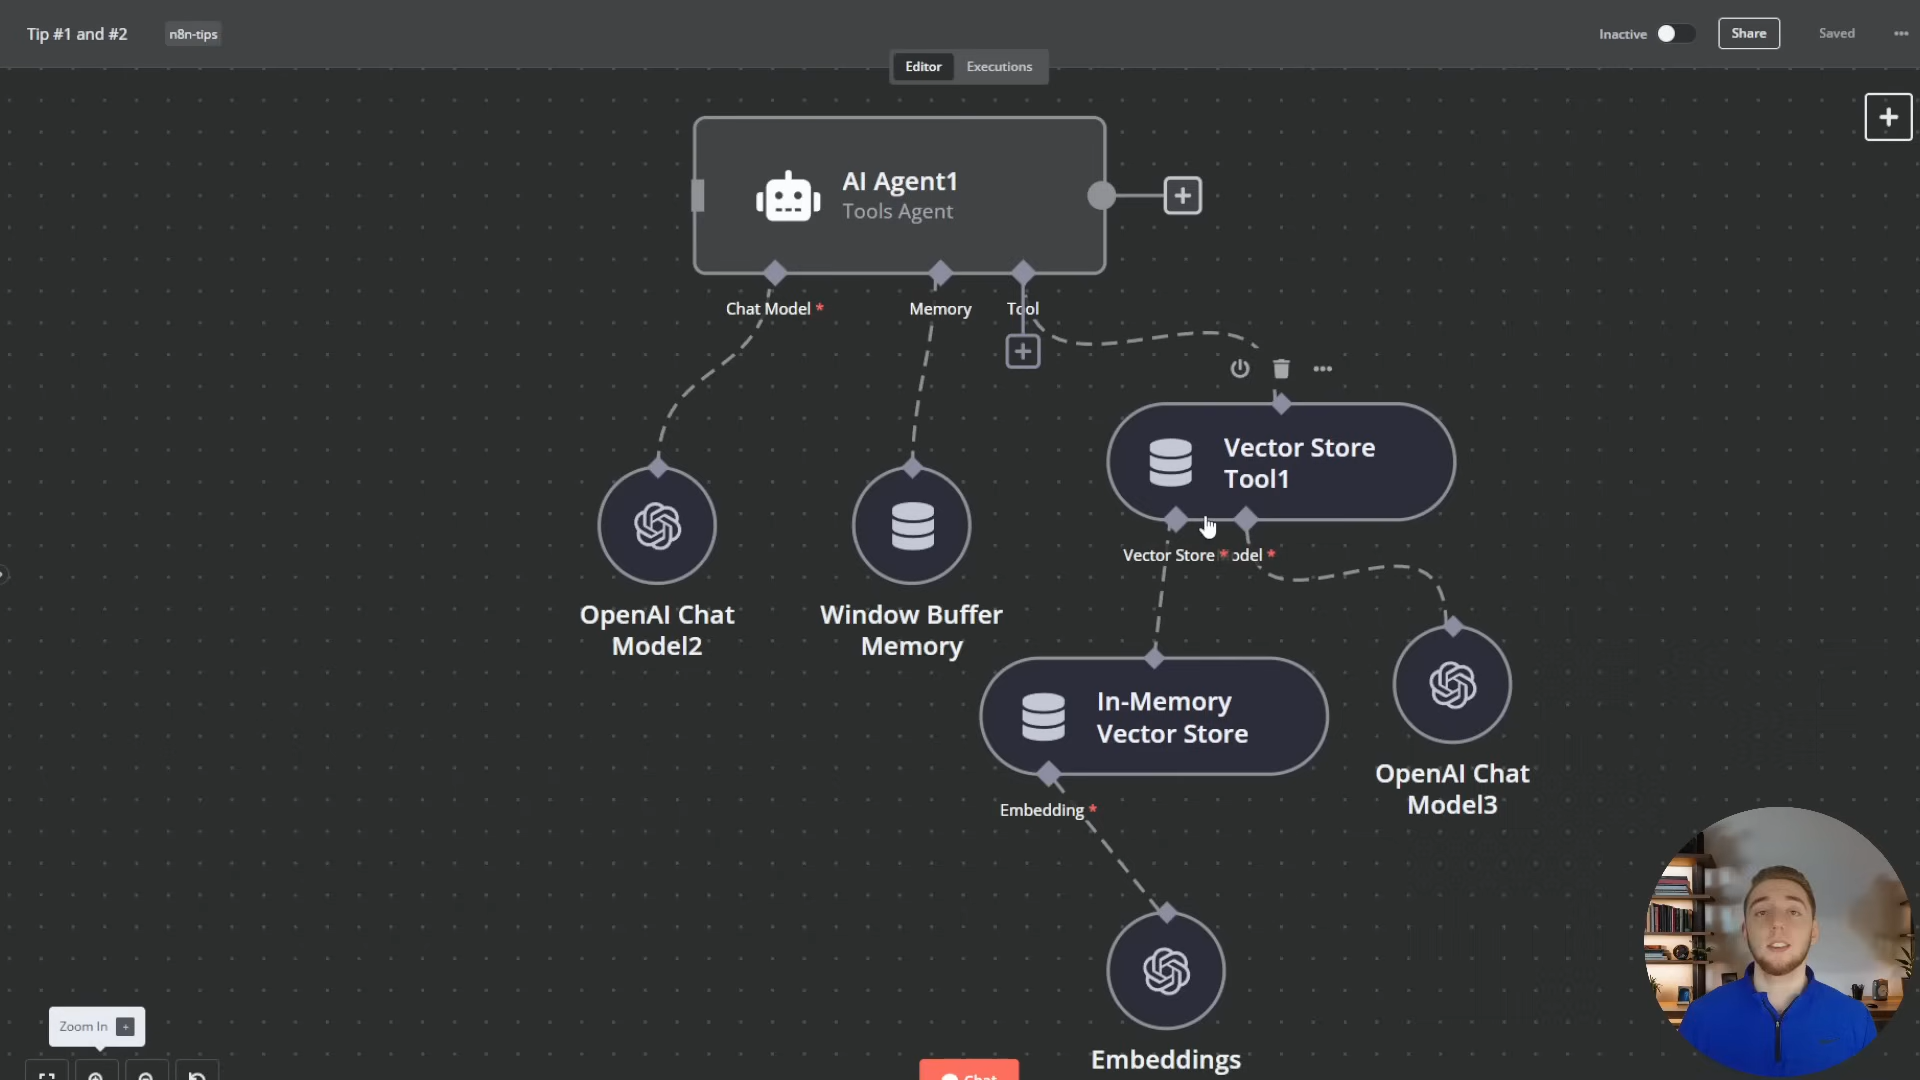 Tip #1 and #2
n8n-tips
Inactive
Share
Saved
Editor
Executions
AI Agent1
Tools Agent
Chat Model *
Memory
Tool
Vector Store
Tool1
Vector Store *
odel *
OpenAI Chat
Model2
Window Buffer
Memory
In-Memory
Vector Store
OpenAI Chat
Model3
Embedding *
Embeddings
Zoom In +
Chat